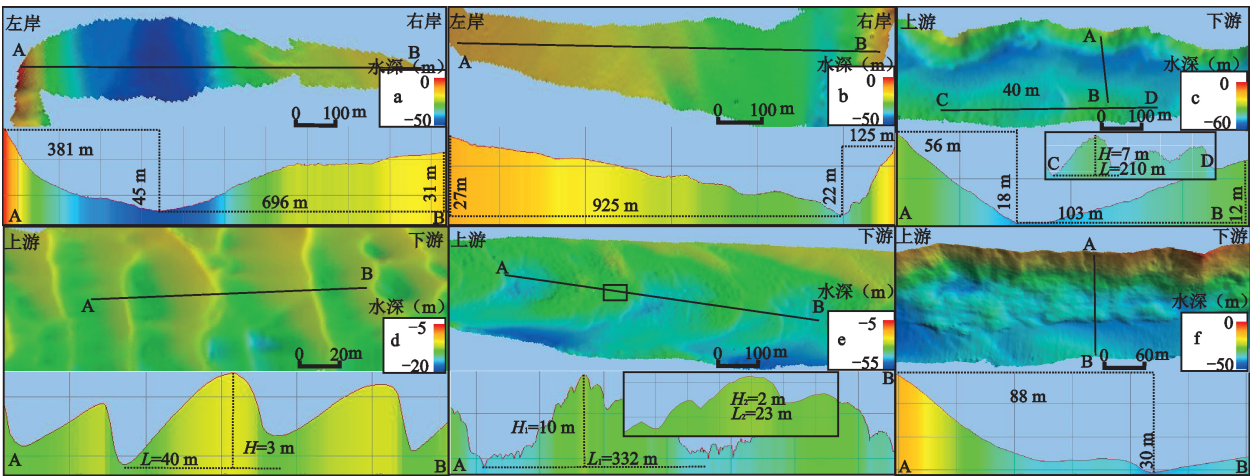 左岸 右岸
A B
水深（m）
a
0
−50
0 100 m
381 m
45 m
696 m
31 m
A B
左岸 右岸
A B
水深（m）
b
0
−50
0 100 m
125 m
27m
925 m
22 m
B
上游 下游
A
水深（m）
40 m
C B D
c
0
−60
0 100 m
56 m
H=7 m
L=210 m
C D
18 m
103 m
12 m
A B
上游 下游
A B
水深（m）
d
−5
−20
0 20m
L=40 m
H=3 m
A B
上游 下游
A B
水深（m）
e
−5
−55
0 100 m
H₁=10 m
L₁=332 m
H₂=2 m
L₂=23 m
A B
上游 下游
A
B
水深（m）
f
0
−50
0 60 m
88 m
30 m
A B